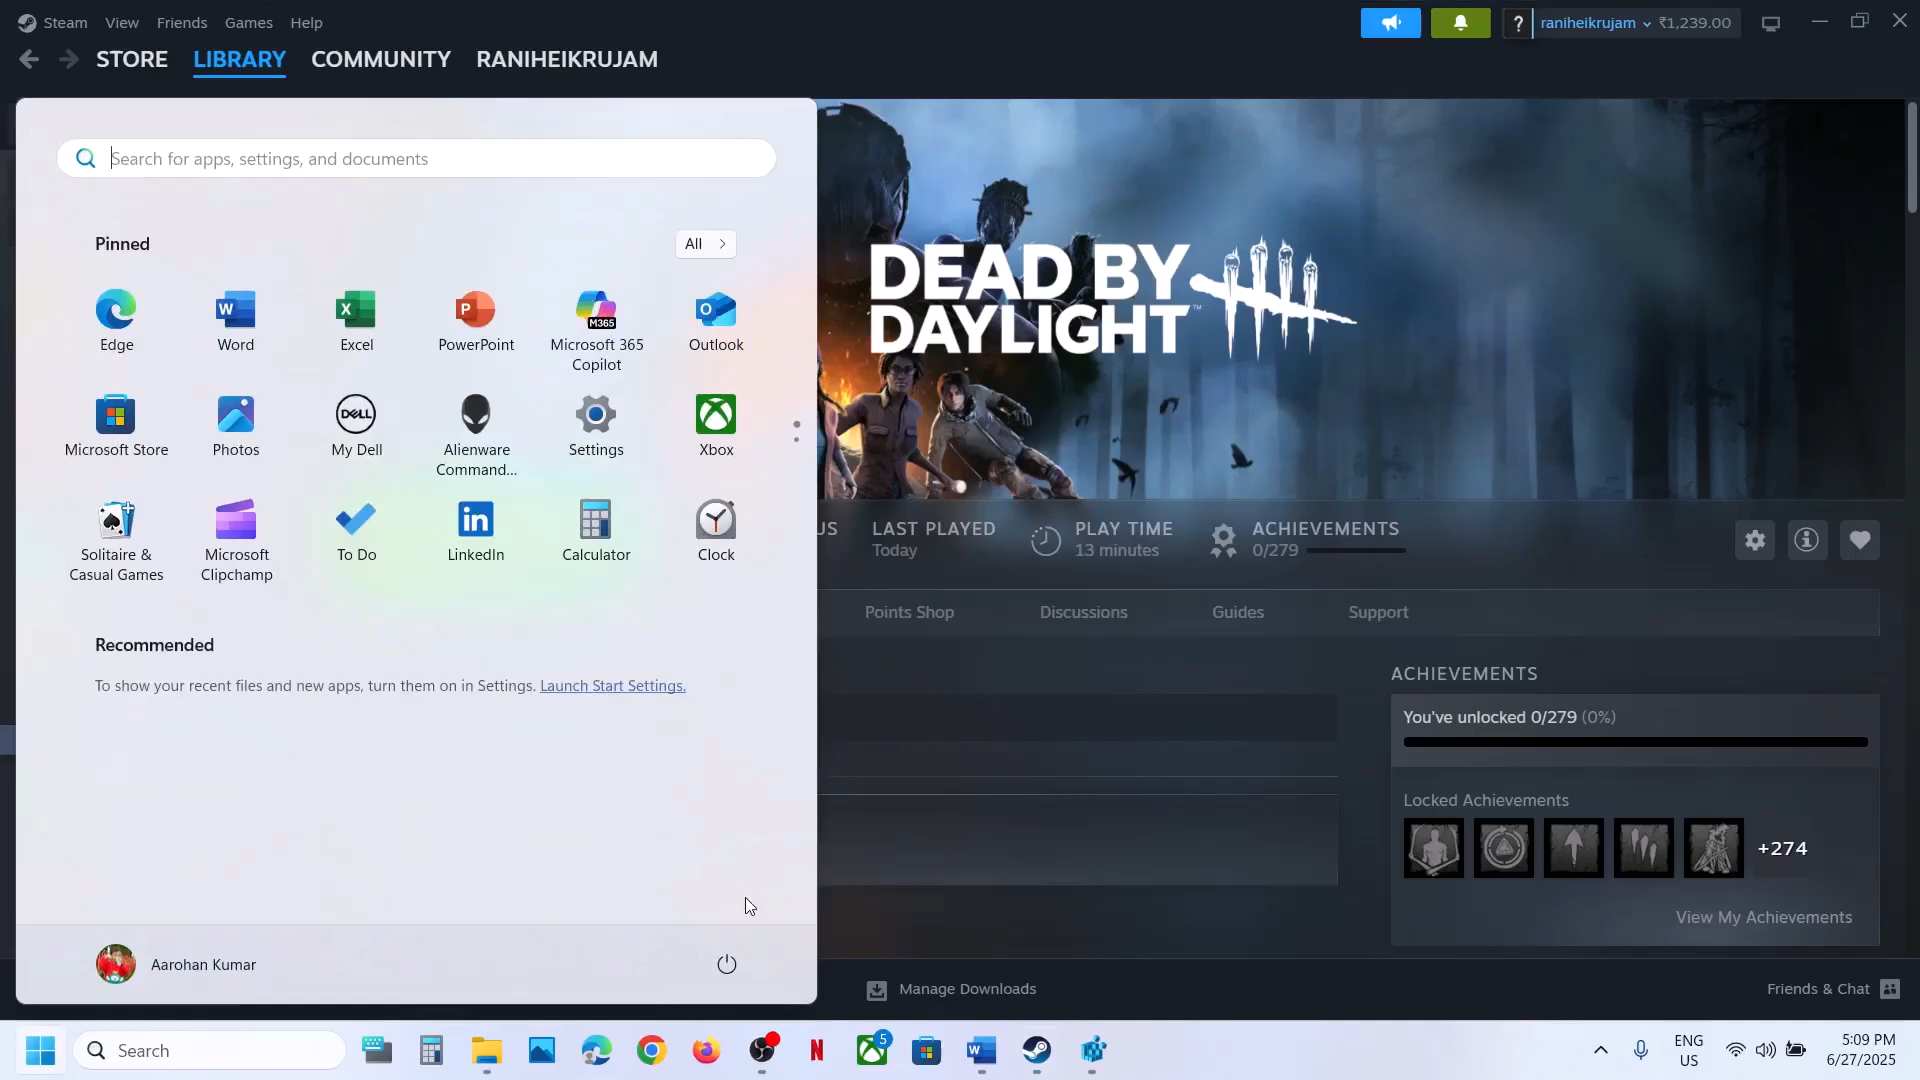 Steam View Friends Games Help
? raniheikrujam ₹1,239.00
STORE LIBRARY COMMUNITY RANIHEIKRUJAM
Search for apps, settings, and documents
Pinned
All
Edge
Word
Excel
PowerPoint
Microsoft 365
Copilot
M365
Outlook
Microsoft Store
Photos
DELL
My Dell
Alienware
Command...
Settings
Xbox
Solitaire &
Casual Games
Microsoft
Clipchamp
To Do
LinkedIn
Calculator
Clock
Recommended
To show your recent files and new apps, turn them on in Settings. Launch Start Settings.
Aarohan Kumar
DEAD BY
DAYLIGHT™
US
LAST PLAYED
Today
PLAY TIME
13 minutes
ACHIEVEMENTS
0/279
Points Shop Discussions Guides Support
ACHIEVEMENTS
You've unlocked 0/279 (0%)
Locked Achievements
+274
View My Achievements
Manage Downloads
Friends & Chat
Search
5
ENG
US
5:09 PM
6/27/2025